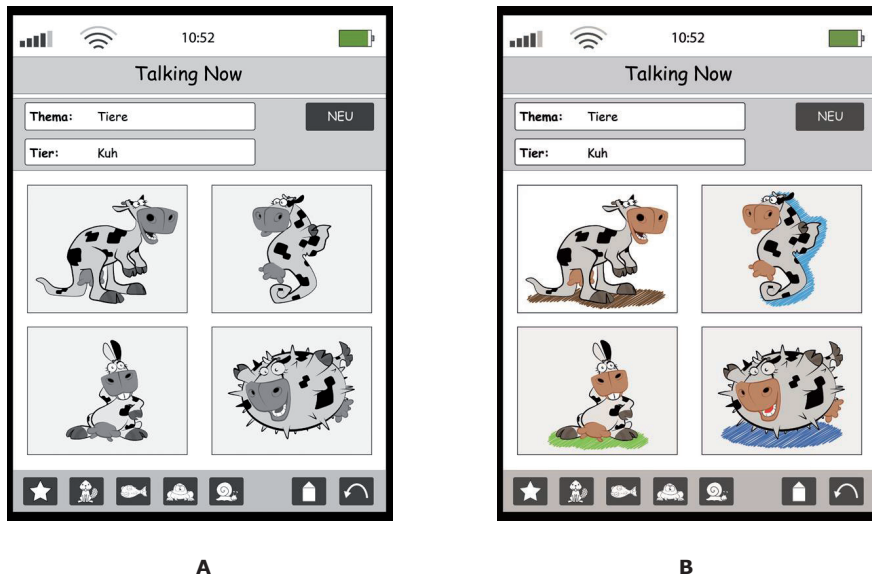 10:52
Talking Now
Thema: Tiere
NEU
Tier: Kuh
10:52
Talking Now
Thema: Tiere
NEU
Tier: Kuh
A
B